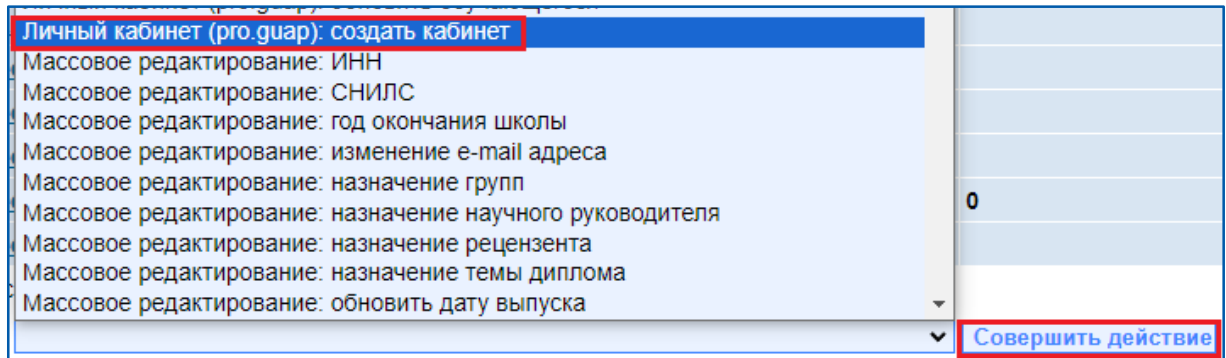 Личный кабинет (pro.guap): создать кабинет
Массовое редактирование: ИНН
Массовое редактирование: СНИЛС
Массовое редактирование: год окончания школы
Массовое редактирование: изменение e-mail адреса
Массовое редактирование: назначение групп
Массовое редактирование: назначение научного руководителя
0
Массовое редактирование: назначение рецензента
Массовое редактирование: назначение темы диплома
Массовое редактирование: обновить дату выпуска
Совершить действие